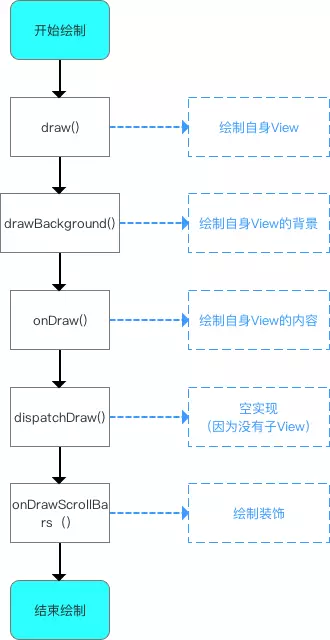 开始绘制
draw()
绘制自身View
drawBackground()
绘制自身View的背景
onDraw()
绘制自身View的内容
dispatchDraw()
空实现
（因为没有子View）
onDrawScrollBa
rs（）
绘制装饰
结束绘制